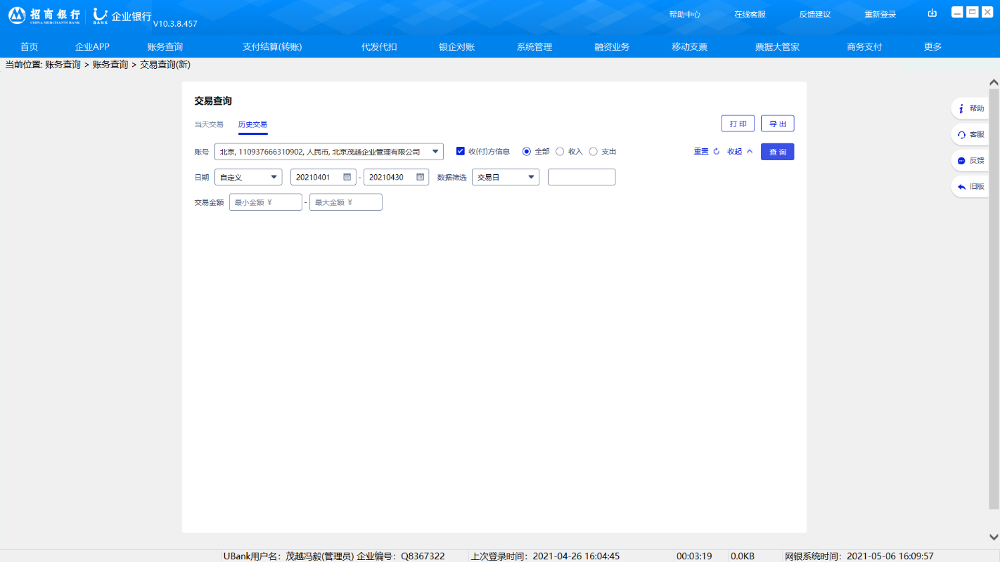 招商银行 CHINA MERCHANTS BANK U BANK 企业银行 V10.3.8.457 帮助中心 在线客服 反馈建议 重新登录
首页 企业APP 账务查询 支付结算(转账) 代发代扣 银企对账 系统管理 融资业务 移动支票 票据大管家 商务支付 更多
当前位置: 账务查询 > 账务查询 > 交易查询(新)
交易查询
当天交易 历史交易 打 印 导 出
账号 北京, 110937666310902, 人民币, 北京茂越企业管理有限公司 收(付)方信息 全部 收入 支出 重置 收起 查 询
日期 自定义 20210401 - 20210430 数据筛选 交易日
交易金额 最小金额 ¥ - 最大金额 ¥
帮助
客服
反馈
旧版
UBank用户名：茂越冯毅(管理员) 企业编号：Q8367322 上次登录时间：2021-04-26 16:04:45 00:03:19 0.0KB 网银系统时间：2021-05-06 16:09:57